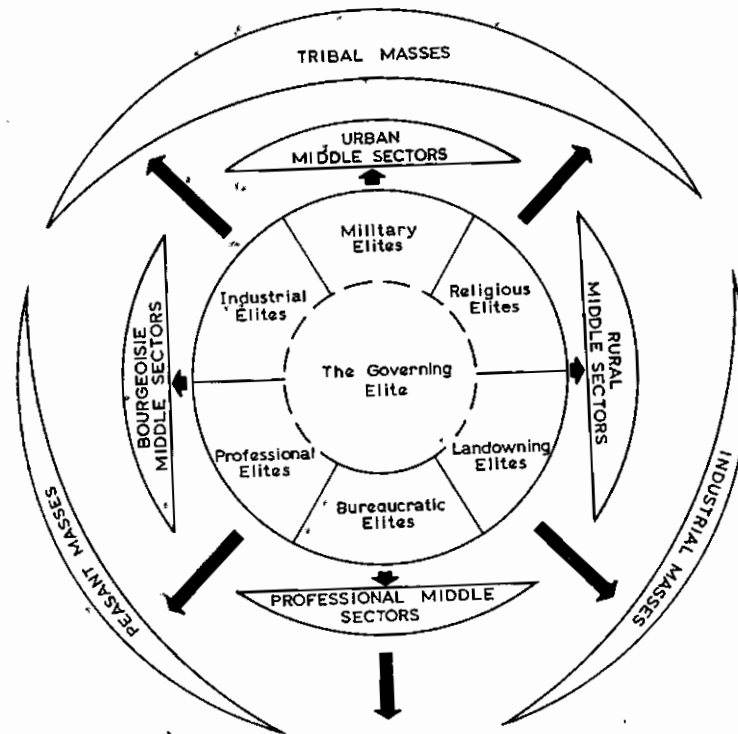 TRIBAL MASSES
URBAN
MIDDLE SECTORS
Military
Elites
Industrial
Elites
Religious
Elites
BOURGEOISIE
MIDDLE SECTORS
The Governing
Elite
RURAL
MIDDLE SECTORS
Professional
Elites
Landowning
Elites
Bureaucratic
Elites
PEASANT MASSES
INDUSTRIAL MASSES
PROFESSIONAL MIDDLE
SECTORS